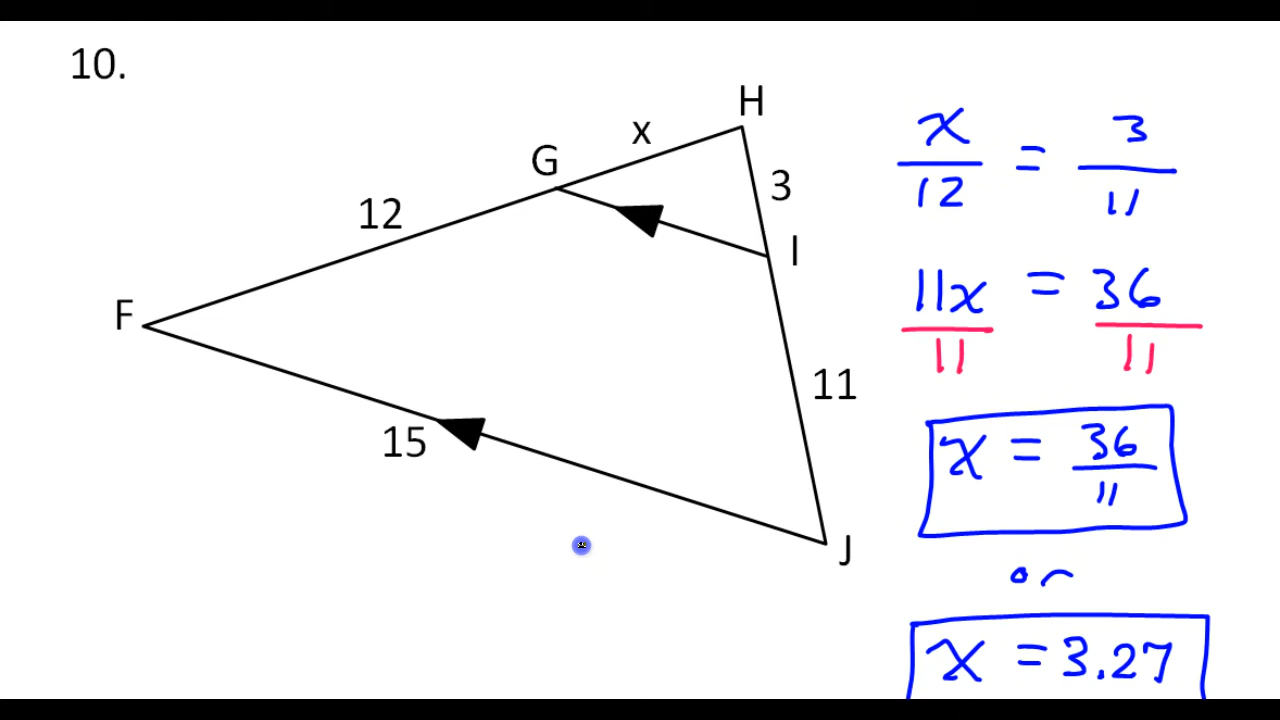 10.
H
x
G
3
12
I
F
11
15
J
x/12 = 3/11
11x = 36
11 11
x = 36/11
or
x = 3.27